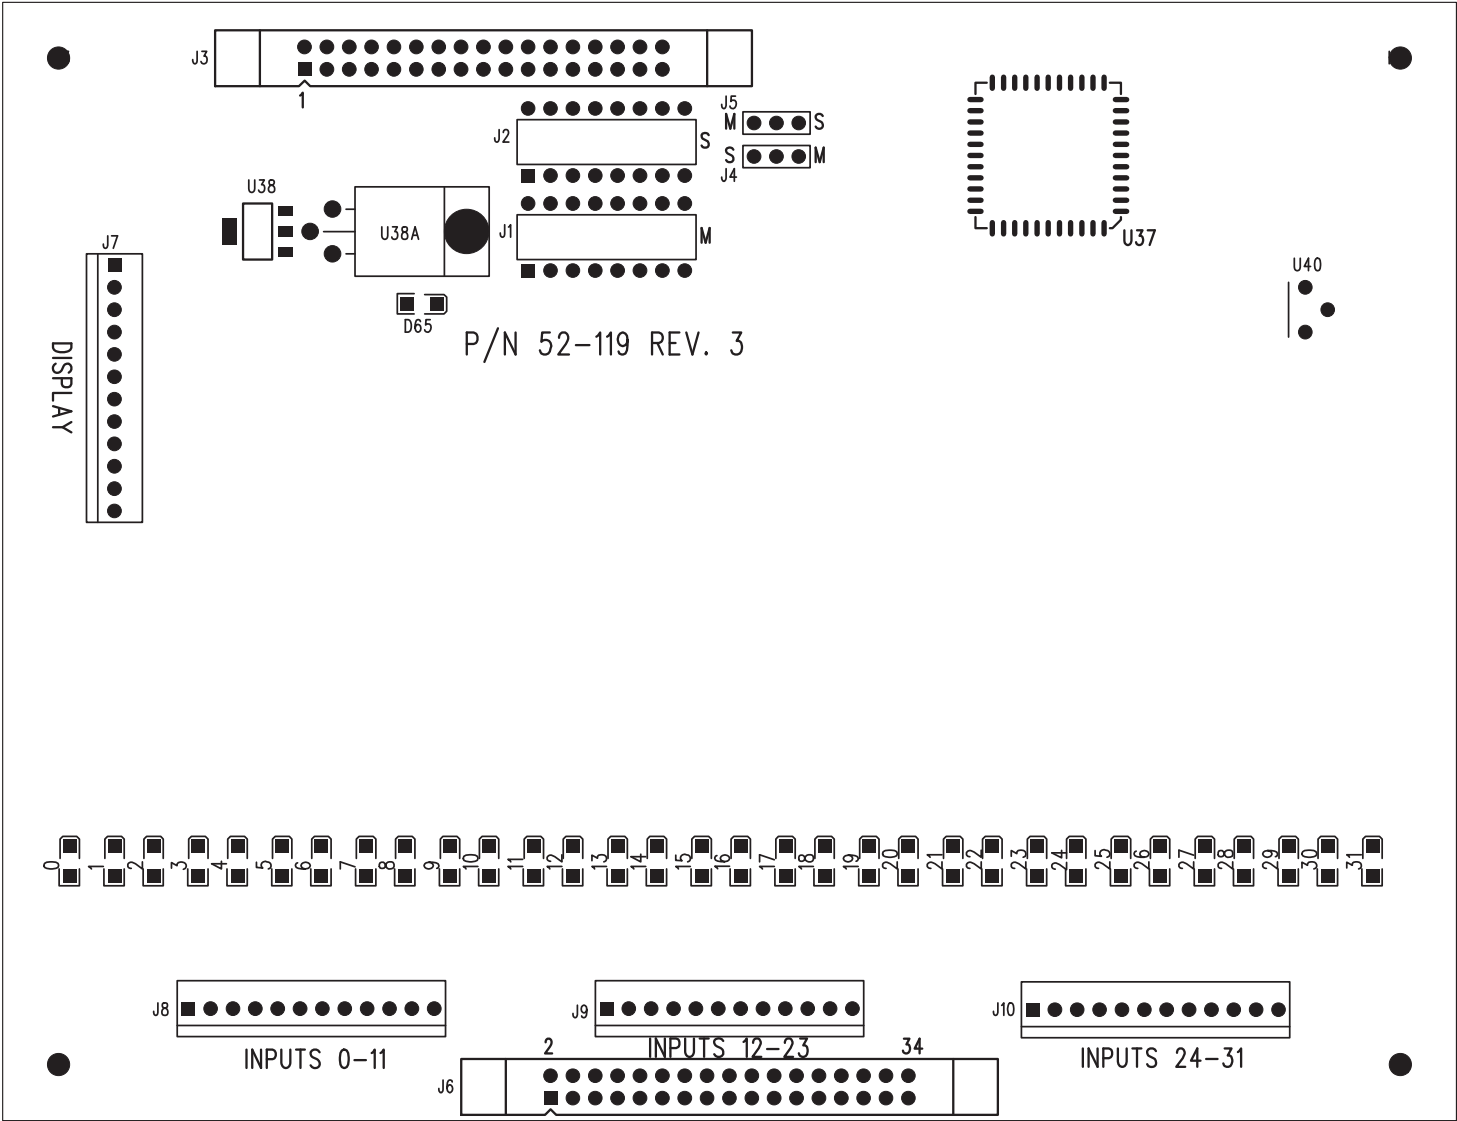 J3
1
J5
M S
J2
S
S M
J4
U38
U38A
J1
M
U37
J7
U40
D65
P/N 52-119 REV. 3
DISPLAY
0 1 2 3 4 5 6 7 8 9 10 11 12 13 14 15 16 17 18 19 20 21 22 23 24 25 26 27 28 29 30 31
J8
J9
J10
INPUTS 0-11
INPUTS 12-23
INPUTS 24-31
2
34
J6